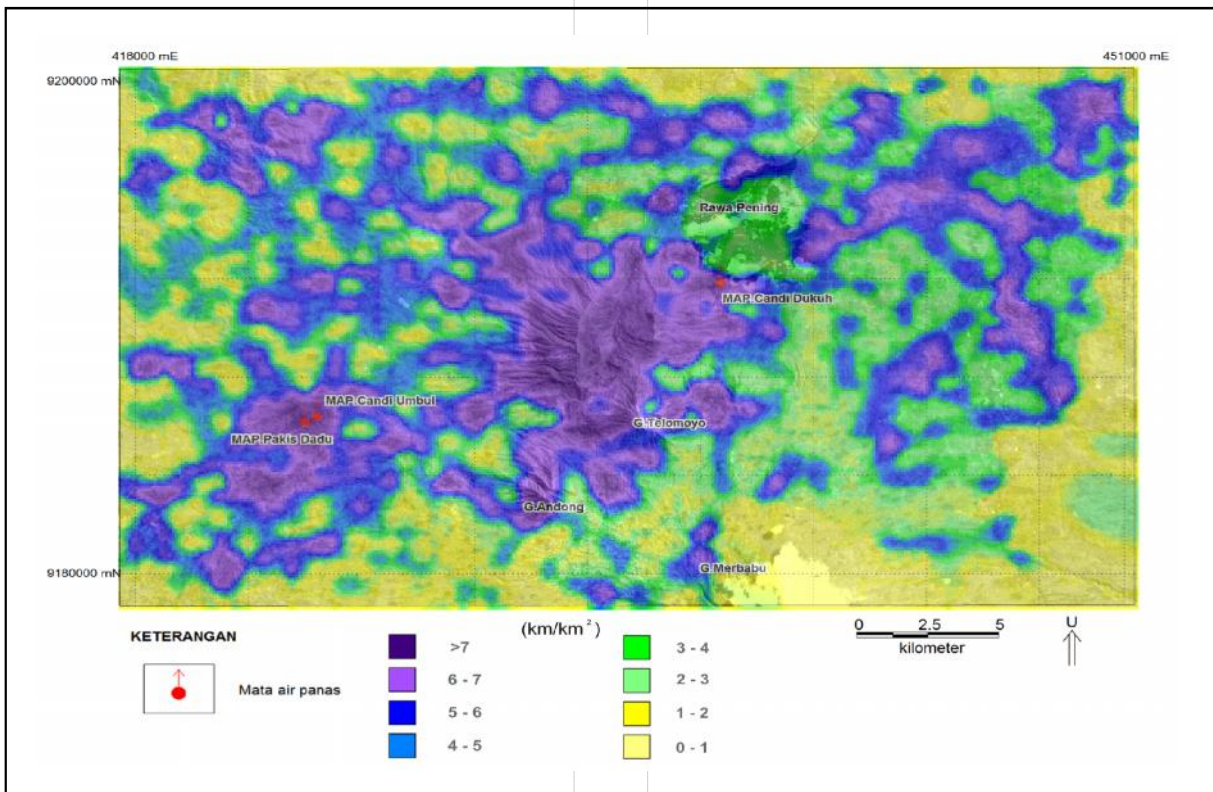 418000 mE
451000 mE
9200000 mN
Rawa Pening
MAP.Candi Dukuh
MAP.Candi Umbul
G.Telomoyo
MAP.Pakis Dadu
G.Andong
G.Merbabu
9180000 mN
KETERANGAN
Mata air panas
(km/km²)
>7
6 - 7
5 - 6
4 - 5
3 - 4
2 - 3
1 - 2
0 - 1
0 2.5 5
kilometer
U